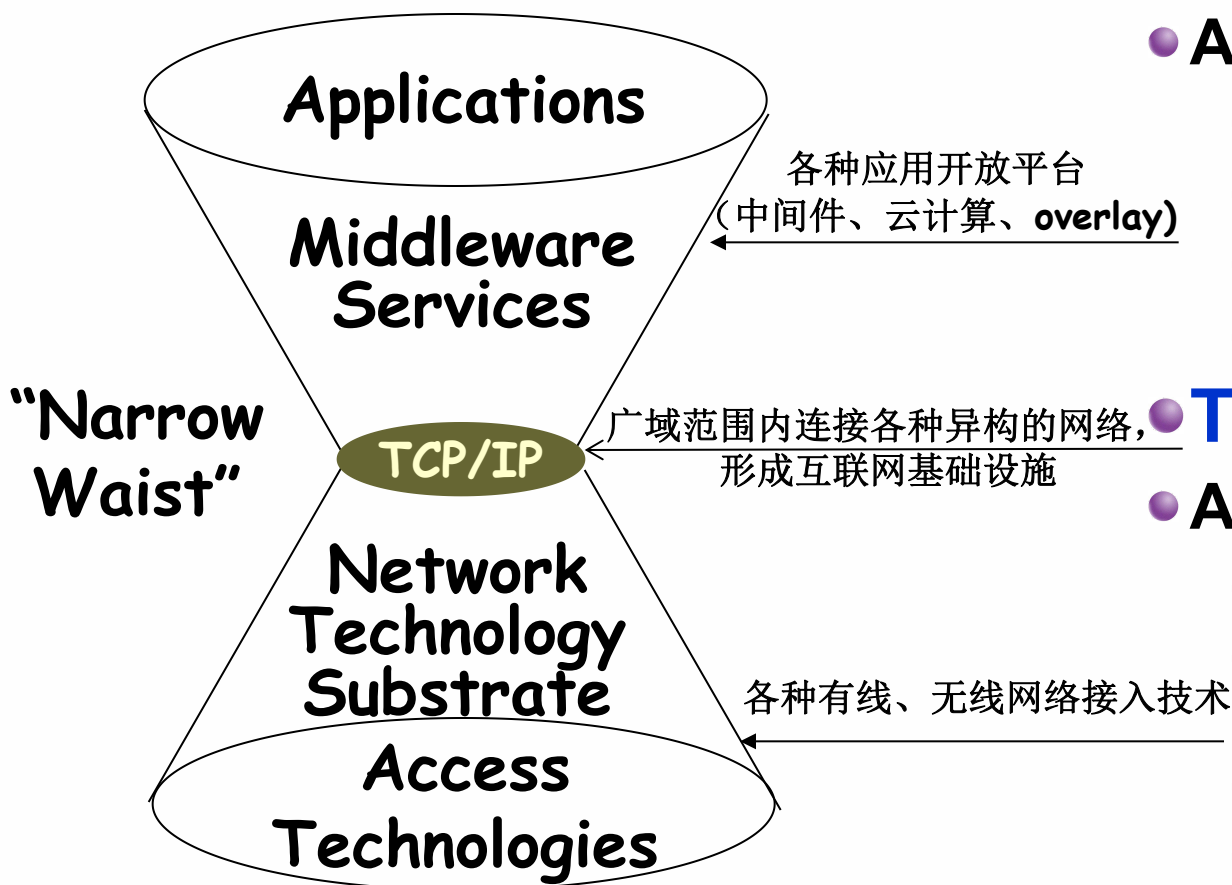 A
Applications
各种应用开放平台
（中间件、云计算、overlay)
Middleware
Services
“Narrow
Waist”
TCP/IP
广域范围内连接各种异构的网络，
形成互联网基础设施
T
A
Network
Technology
Substrate
各种有线、无线网络接入技术
Access
Technologies